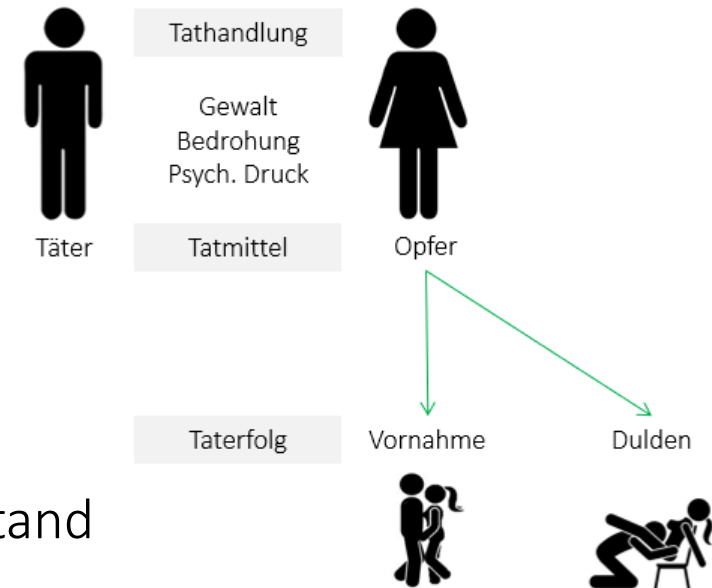 Tathandlung
Gewalt
Bedrohung
Psych. Druck
Täter
Tatmittel
Opfer
Taterfolg
Vornahme
Dulden
tand